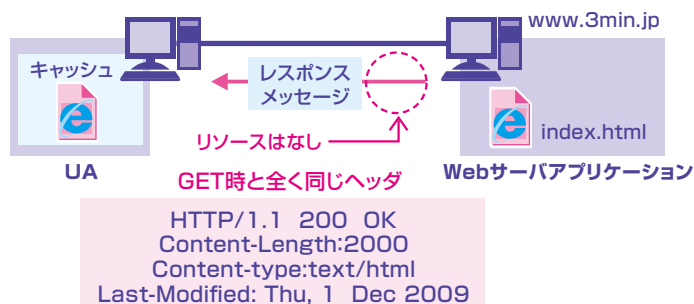 www.3min.jp
キャッシュ
レスポンス
メッセージ
index.html
リソースはなし
UA
Webサーバアプリケーション
GET時と全く同じヘッダ
HTTP/1.1 200 OK
Content-Length:2000
Content-type:text/html
Last-Modified: Thu, 1 Dec 2009